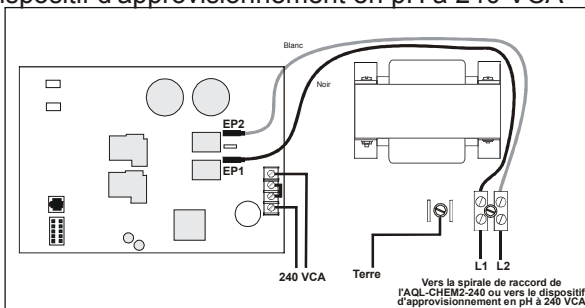 ispositif d'approvisionnement en pH à 240 VCA
Blanc
Noir
EP2
EP1
240 VCA
Terre
L1 L2
Vers la spirale de raccord de
l'AQL-CHEM2-240 ou vers le dispositif
d'approvisionnement en pH à 240 VCA